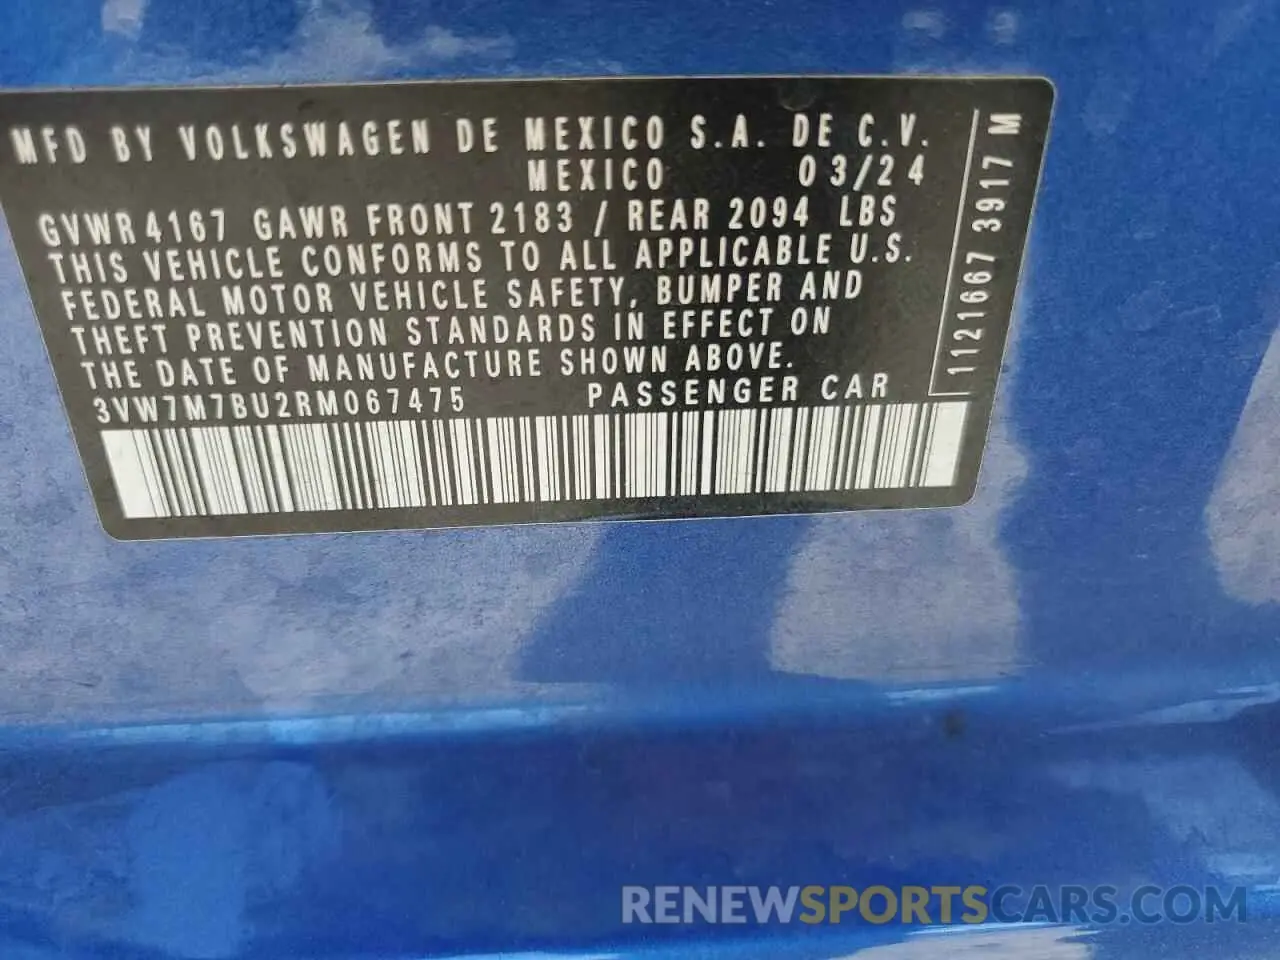 MFD BY VOLKSWAGEN DE MEXICO S.A. DE C.V.
MEXICO 03/24
GVWR 4167 GAWR FRONT 2183 / REAR 2094 LBS
THIS VEHICLE CONFORMS TO ALL APPLICABLE U.S.
FEDERAL MOTOR VEHICLE SAFETY, BUMPER AND
THEFT PREVENTION STANDARDS IN EFFECT ON
THE DATE OF MANUFACTURE SHOWN ABOVE.
3VW7M7BU2RM067475 PASSENGER CAR
1121667 3917 M
RENEWSPORTSCARS.COM